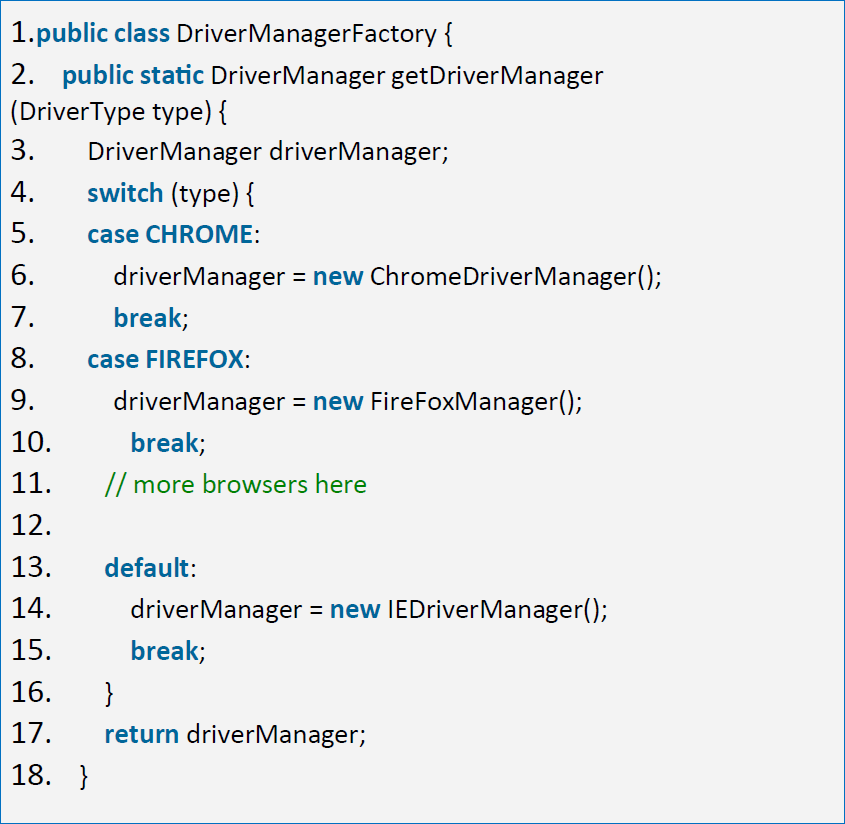 1.public class DriverManagerFactory {
2. public static DriverManager getDriverManager
(DriverType type) {
3. DriverManager driverManager;
4. switch (type) {
5. case CHROME:
6. driverManager = new ChromeDriverManager();
7. break;
8. case FIREFOX:
9. driverManager = new FireFoxManager();
10. break;
11. // more browsers here
12.
13. default:
14. driverManager = new IEDriverManager();
15. break;
16. }
17. return driverManager;
18. }